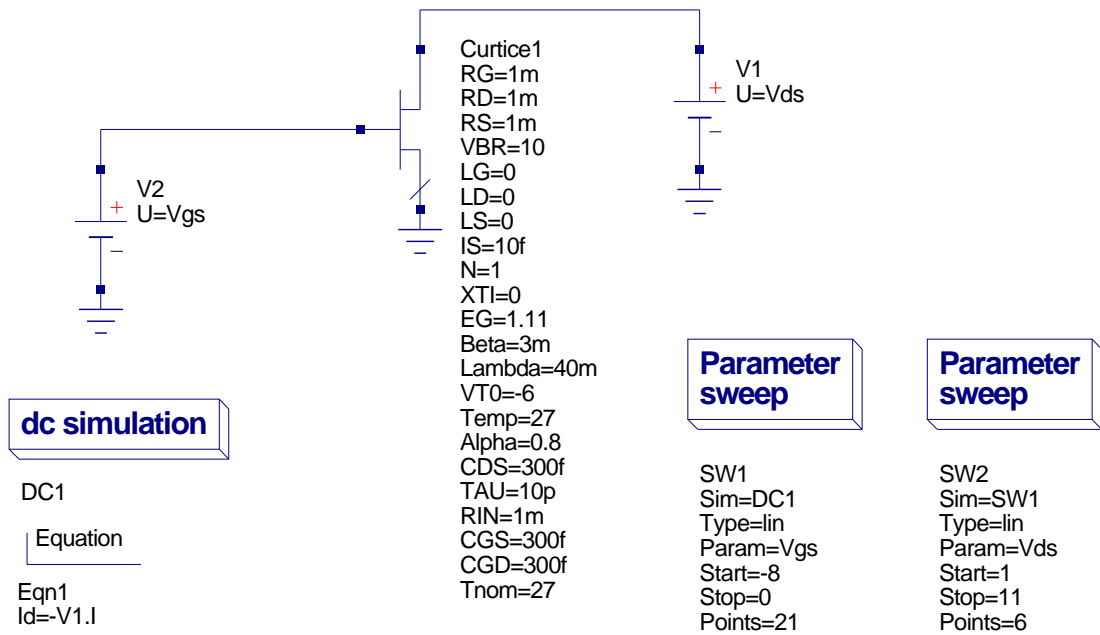 Curtice1
RG=1m
RD=1m
RS=1m
VBR=10
LG=0
LD=0
LS=0
IS=10f
N=1
XTI=0
EG=1.11
Beta=3m
Lambda=40m
VT0=-6
Temp=27
Alpha=0.8
CDS=300f
TAU=10p
RIN=1m
CGS=300f
CGD=300f
Tnom=27
V1
+
U=Vds
−
V2
+
U=Vgs
−
dc simulation
DC1
Equation
Eqn1
Id=-V1.I
Parameter
sweep
SW1
Sim=DC1
Type=lin
Param=Vgs
Start=-8
Stop=0
Points=21
Parameter
sweep
SW2
Sim=SW1
Type=lin
Param=Vds
Start=1
Stop=11
Points=6